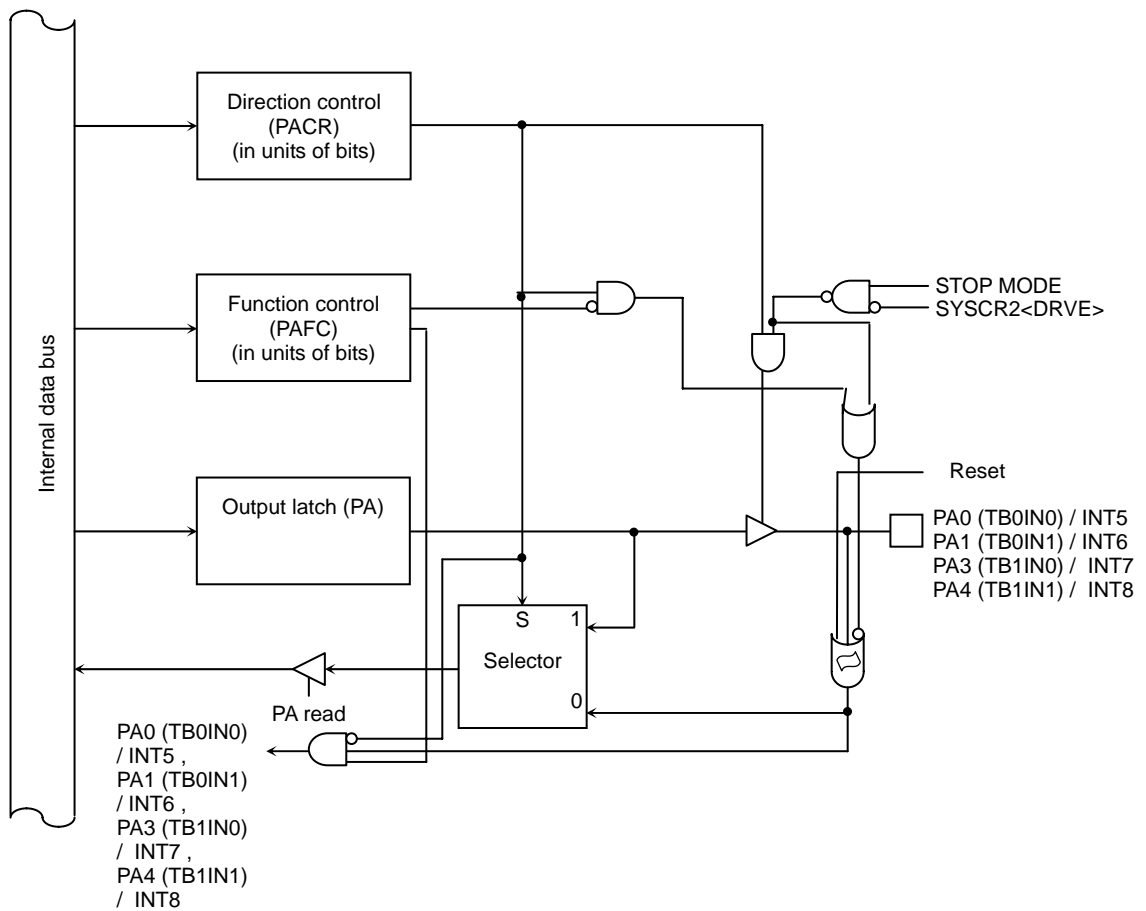 Internal data bus
Direction control
(PACR)
(in units of bits)
Function control
(PAFC)
(in units of bits)
STOP MODE
SYSCR2<DRVE>
Output latch (PA)
Reset
PA0 (TB0IN0) / INT5
PA1 (TB0IN1) / INT6
PA3 (TB1IN0) /  INT7
PA4 (TB1IN1) /  INT8
S
1
Selector
0
PA read
PA0 (TB0IN0)
/ INT5 ,
PA1 (TB0IN1)
/ INT6 ,
PA3 (TB1IN0)
/  INT7 ,
PA4 (TB1IN1)
/  INT8